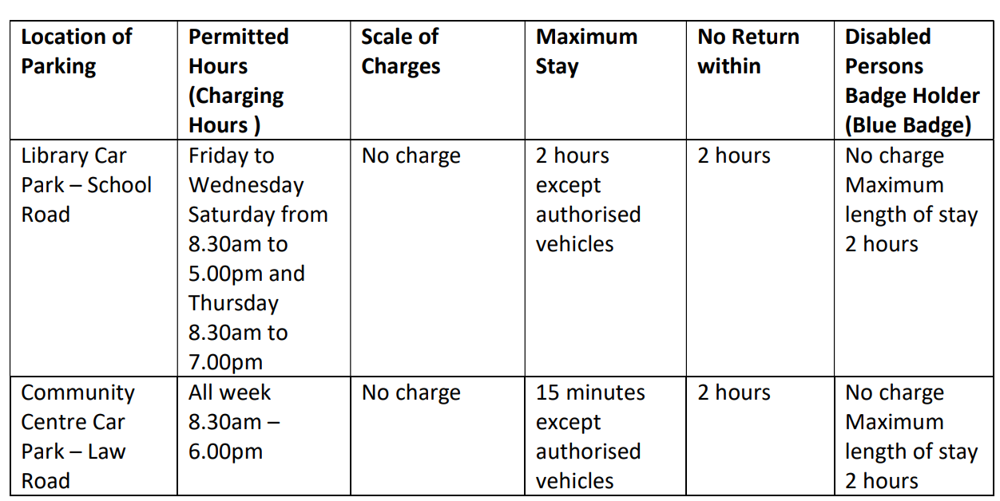 Location of
Parking
Permitted
Hours
(Charging
Hours )
Scale of
Charges
Maximum
Stay
No Return
within
Disabled
Persons
Badge Holder
(Blue Badge)
Library Car
Park – School
Road
Friday to
Wednesday
Saturday from
8.30am to
5.00pm and
Thursday
8.30am to
7.00pm
No charge
2 hours
except
authorised
vehicles
2 hours
No charge
Maximum
length of stay
2 hours
Community
Centre Car
Park – Law
Road
All week
8.30am –
6.00pm
No charge
15 minutes
except
authorised
vehicles
2 hours
No charge
Maximum
length of stay
2 hours